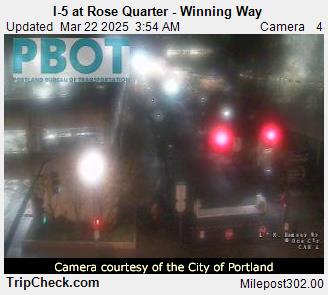 I-5 at Rose Quarter - Winning Way
Updated Mar 22 2025 3:54 AM Camera 4
PBOT
PORTLAND BUREAU OF TRANSPORTATION
Camera courtesy of the City of Portland
TripCheck.com Milepost302.00